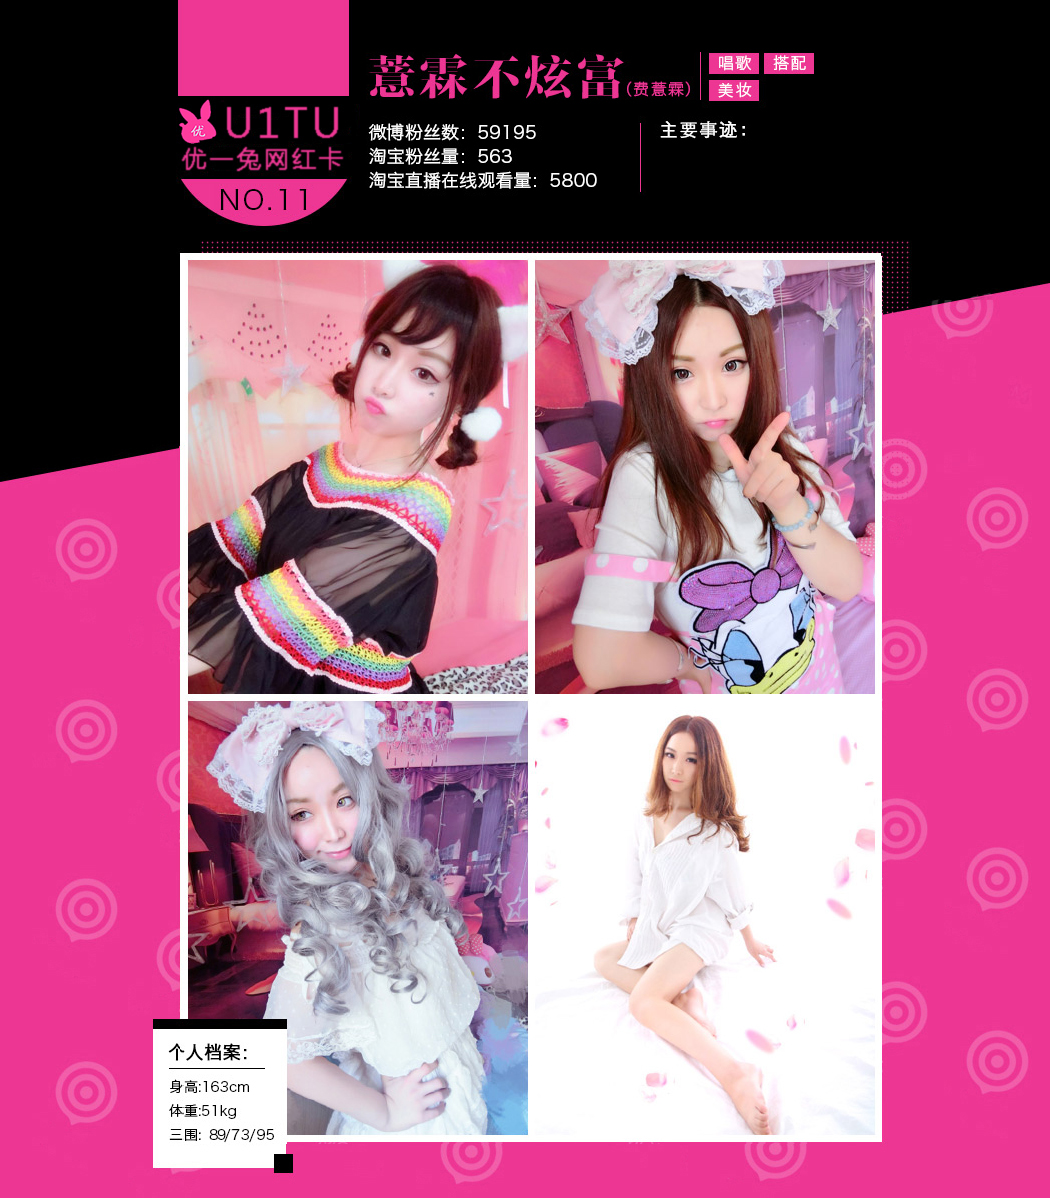 薏霖不炫富(费薏霖)
唱歌 搭配
美妆
优
U1TU
优一兔网红卡
NO.11
微博粉丝数：59195
淘宝粉丝量：563
淘宝直播在线观看量：5800
主要事迹：
个人档案：
身高:163cm
体重:51kg
三围: 89/73/95